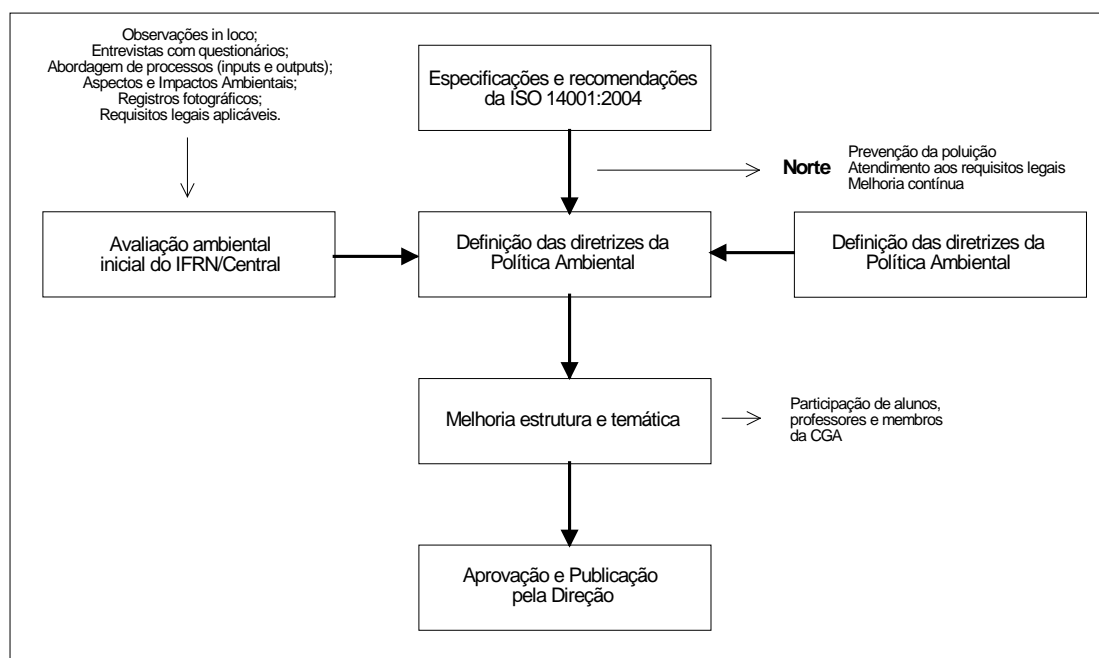 Observações in loco;
Entrevistas com questionários;
Abordagem de processos (inputs e outputs);
Aspectos e Impactos Ambientais;
Registros fotográficos;
Requisitos legais aplicáveis.
Especificações e recomendações
da ISO 14001:2004
Norte
Prevenção da poluição
Atendimento aos requisitos legais
Melhoria contínua
Avaliação ambiental
inicial do IFRN/Central
Definição das diretrizes da
Política Ambiental
Definição das diretrizes da
Política Ambiental
Melhoria estrutura e temática
Participação de alunos,
professores e membros
da CGA
Aprovação e Publicação
pela Direção